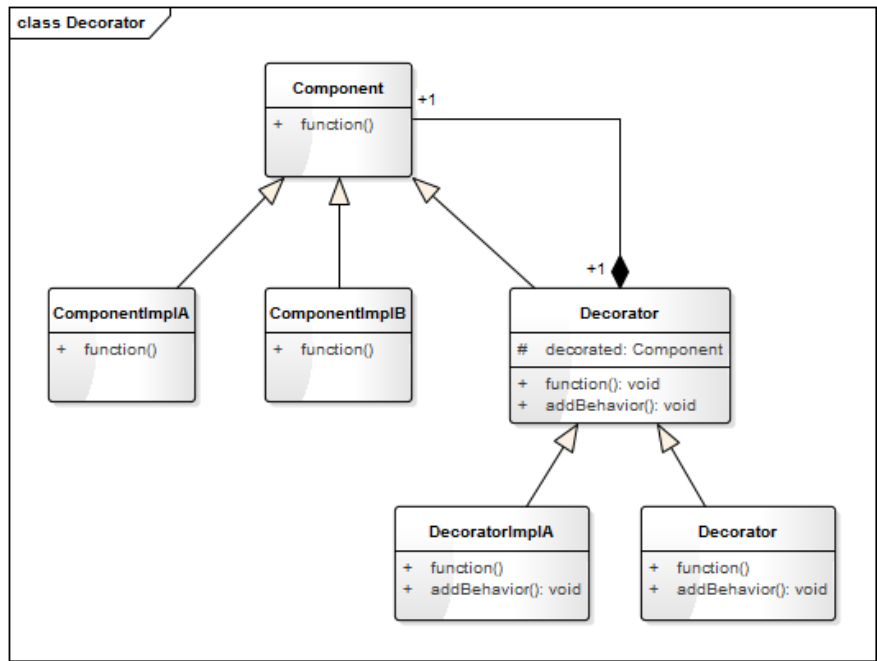 class Decorator
Component
+ function()
+1
+1
ComponentImplA
+ function()
ComponentImplB
+ function()
Decorator
# decorated: Component
+ function(): void
+ addBehavior(): void
DecoratorImplA
+ function()
+ addBehavior(): void
Decorator
+ function()
+ addBehavior(): void